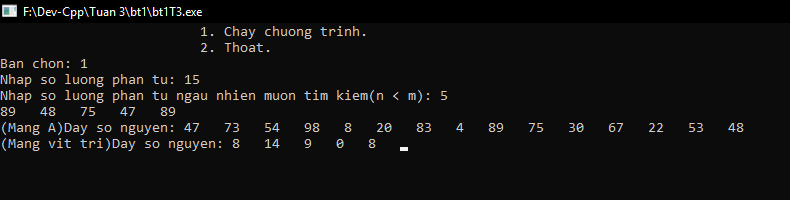 F:\Dev-Cpp\Tuan 3\bt1\bt1T3.exe
1. Chay chuong trinh.
2. Thoat.
Ban chon: 1
Nhap so luong phan tu: 15
Nhap so luong phan tu ngau nhien muon tim kiem(n < m): 5
89 48 75 47 89
(Mang A)Day so nguyen: 47 73 54 98 8 20 83 4 89 75 30 67 22 53 48
(Mang vit tri)Day so nguyen: 8 14 9 0 8